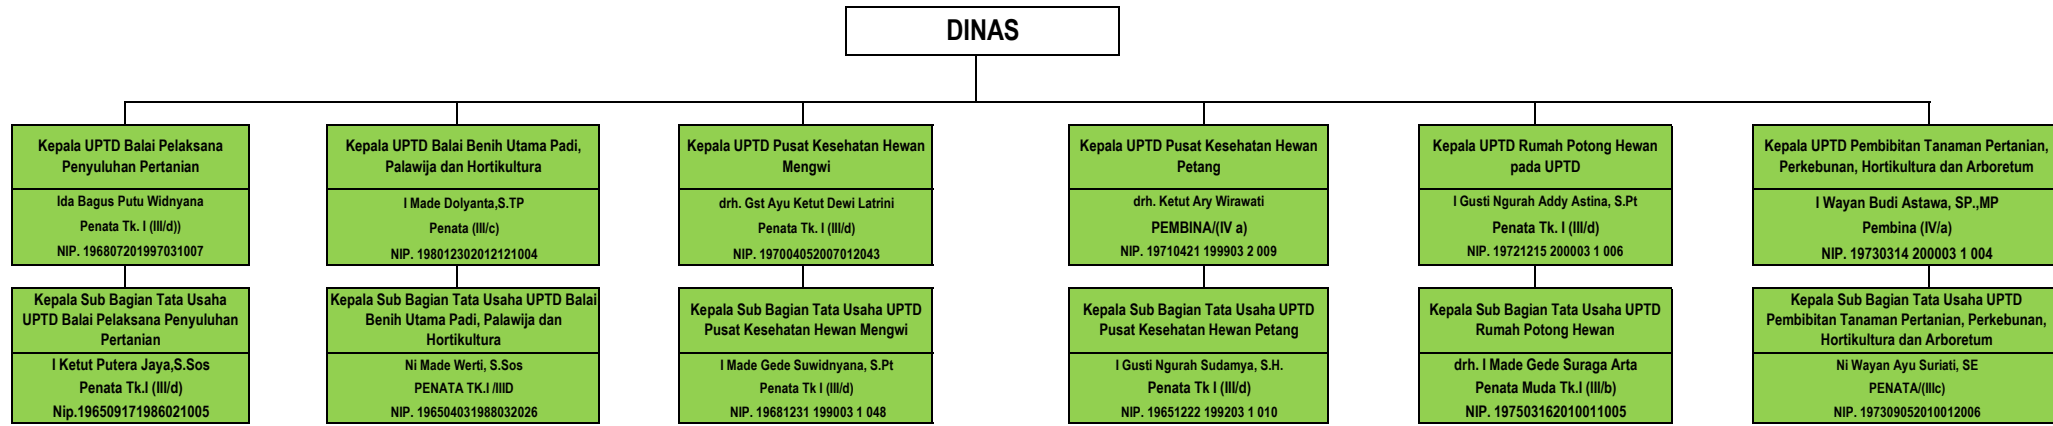 DINAS
Kepala UPTD Balai Pelaksana
Penyuluhan Pertanian
Ida Bagus Putu Widnyana
Penata Tk. I (III/d))
NIP. 196807201997031007
Kepala UPTD Balai Benih Utama Padi,
Palawija dan Hortikultura
I Made Dolyanta,S.TP
Penata (III/c)
NIP. 198012302012121004
Kepala UPTD Pusat Kesehatan Hewan
Mengwi
drh. Gst Ayu Ketut Dewi Latrini
Penata Tk. I (III/d)
NIP. 197004052007012043
Kepala UPTD Pusat Kesehatan Hewan
Petang
drh. Ketut Ary Wirawati
PEMBINA/(IV a)
NIP. 19710421 199903 2 009
Kepala UPTD Rumah Potong Hewan
pada UPTD
I Gusti Ngurah Addy Astina, S.Pt
Penata Tk. I (III/d)
NIP. 19721215 200003 1 006
Kepala UPTD Pembibitan Tanaman Pertanian,
Perkebunan, Hortikultura dan Arboretum
I Wayan Budi Astawa, SP.,MP
Pembina (IV/a)
NIP. 19730314 200003 1 004
Kepala Sub Bagian Tata Usaha
UPTD Balai Pelaksana Penyuluhan
Pertanian
I Ketut Putera Jaya,S.Sos
Penata Tk.I (III/d)
Nip.196509171986021005
Kepala Sub Bagian Tata Usaha UPTD Balai
Benih Utama Padi, Palawija dan
Hortikultura
Ni Made Werti, S.Sos
PENATA TK.I /IIID
NIP. 196504031988032026
Kepala Sub Bagian Tata Usaha UPTD
Pusat Kesehatan Hewan Mengwi
I Made Gede Suwidnyana, S.Pt
Penata Tk I (III/d)
NIP. 19681231 199003 1 048
Kepala Sub Bagian Tata Usaha UPTD
Pusat Kesehatan Hewan Petang
I Gusti Ngurah Sudamya, S.H.
Penata Tk I (III/d)
NIP. 19651222 199203 1 010
Kepala Sub Bagian Tata Usaha UPTD
Rumah Potong Hewan
drh. I Made Gede Suraga Arta
Penata Muda Tk.I (III/b)
NIP. 197503162010011005
Kepala Sub Bagian Tata Usaha UPTD
Pembibitan Tanaman Pertanian, Perkebunan,
Hortikultura dan Arboretum
Ni Wayan Ayu Suriati, SE
PENATA/(IIIc)
NIP. 197309052010012006